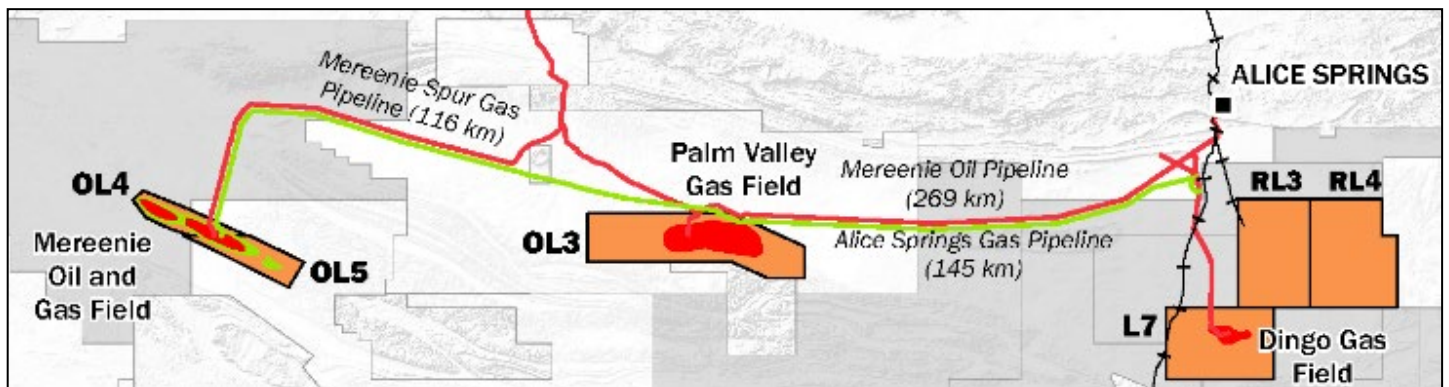 Mereenie Spur Gas
Pipeline (116 km)
ALICE SPRINGS
Palm Valley
Gas Field
Mereenie Oil Pipeline
(269 km)
OL4
RL3 RL4
Mereenie
Oil and
Gas Field
OL5
OL3
Alice Springs Gas Pipeline
(145 km)
L7
Dingo Gas
Field